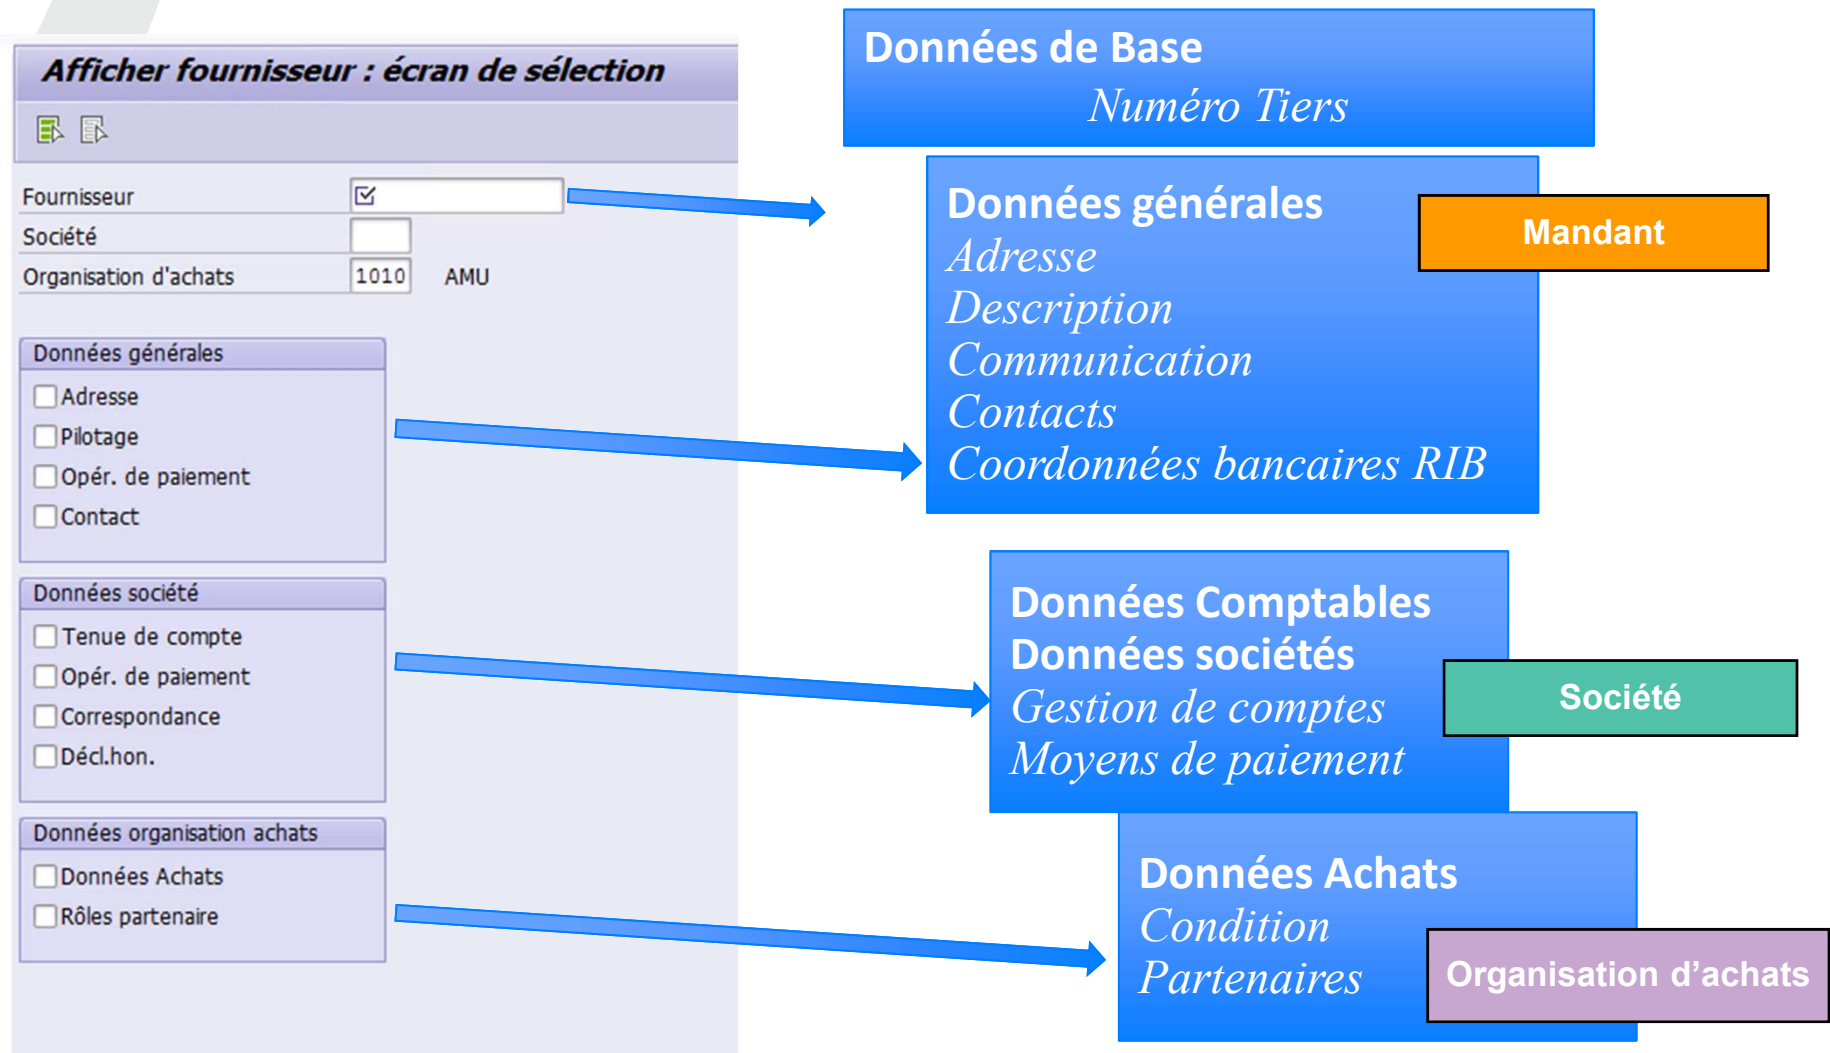 Afficher fournisseur : écran de sélection
Fournisseur
Société
Organisation d'achats 1010 AMU
Données générales
Adresse
Pilotage
Opér. de paiement
Contact
Données société
Tenue de compte
Opér. de paiement
Correspondance
Décl.hon.
Données organisation achats
Données Achats
Rôles partenaire
Données de Base
Numéro Tiers
Données générales
Adresse
Description
Communication
Contacts
Coordonnées bancaires RIB
Mandant
Données Comptables
Données sociétés
Gestion de comptes
Moyens de paiement
Société
Données Achats
Condition
Partenaires
Organisation d’achats